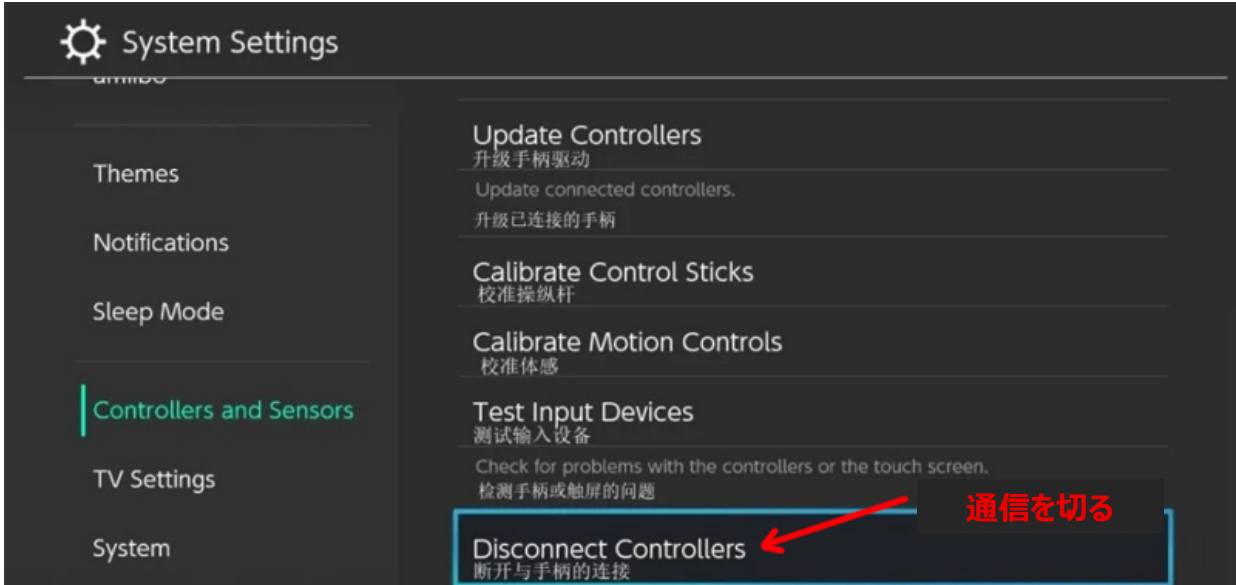 System Settings
amiibo
Themes
Notifications
Sleep Mode
Controllers and Sensors
TV Settings
System
Update Controllers
升级手柄驱动
Update connected controllers.
升级已连接的手柄
Calibrate Control Sticks
校准操纵杆
Calibrate Motion Controls
校准体感
Test Input Devices
测试输入设备
Check for problems with the controllers or the touch screen.
检测手柄或触屏的问题
通信を切る
Disconnect Controllers
断开与手柄的连接